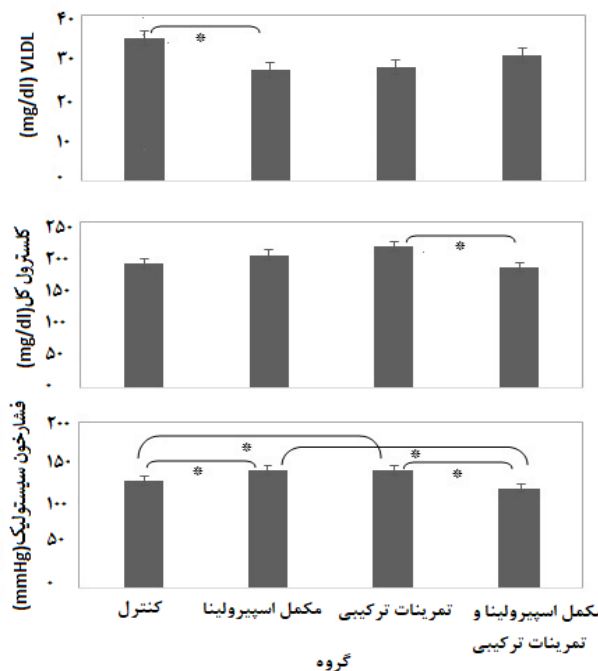 VLDL (mg/dl)
۴۰
۳۰
۲۰
۱۰
۰
*
کلسترول کل(mg/dl)
۲۵۰
۲۰۰
۱۵۰
۱۰۰
۵۰
۰
*
فشارخون سیستولیک(mmHg)
۲۰۰
۱۵۰
۱۰۰
۵۰
۰
*
*
*
*
کنترل
مکمل اسپیرولینا
تمرینات ترکیبی
مکمل اسپیرولینا و
تمرینات ترکیبی
گروه